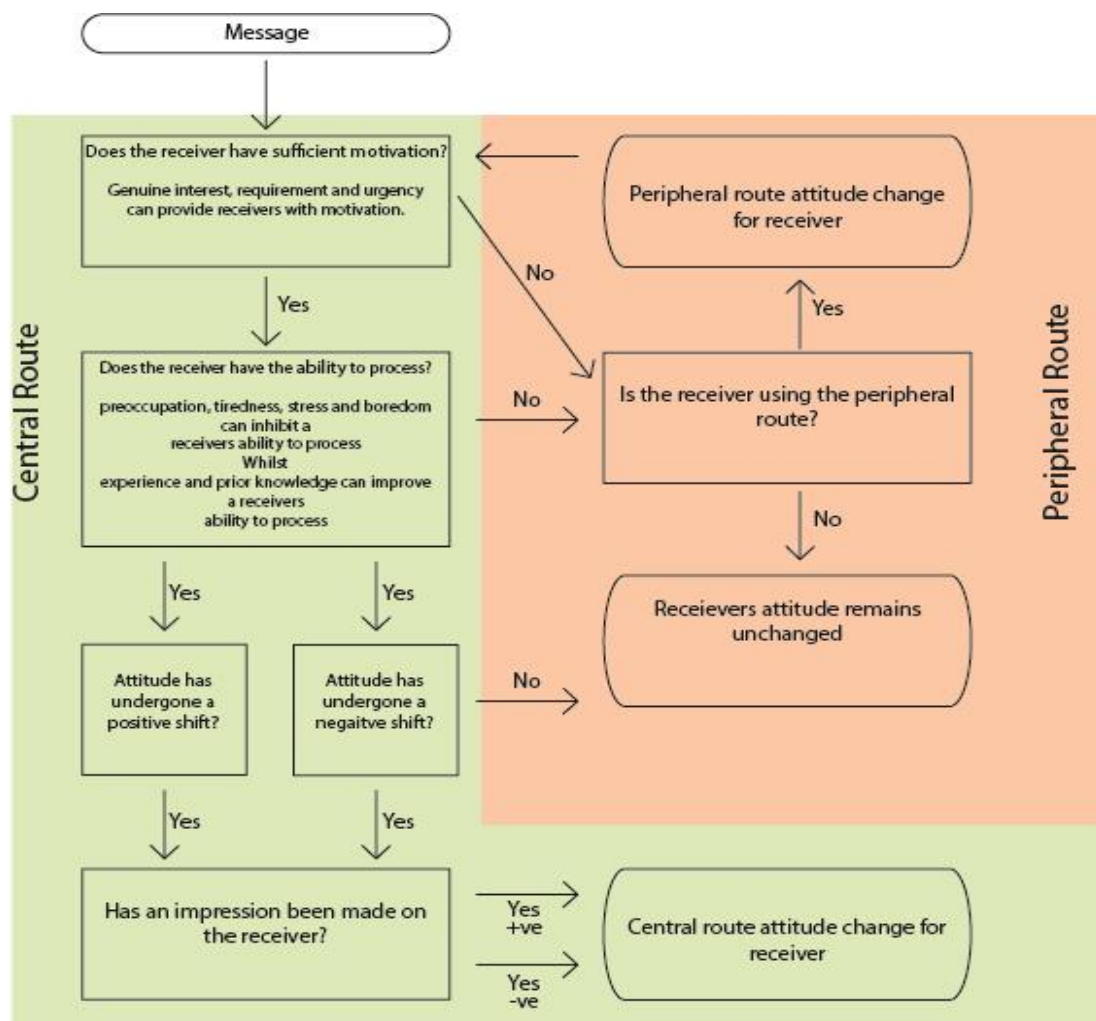 Message
Does the receiver have sufficient motivation?
Genuine interest, requirement and urgency
can provide receivers with motivation.
Peripheral route attitude change
for receiver
No
Yes
Yes
Central Route
Does the receiver have the ability to process?
preoccupation, tiredness, stress and boredom
can inhibit a
receivers ability to process
Whilst
experience and prior knowledge can improve
a receivers
ability to process
No
Is the receiver using the peripheral
route?
Peripheral Route
No
Yes
Yes
Receievers attitude remains
unchanged
Attitude has
undergone a
positive shift?
Attitude has
undergone a
negaitve shift?
No
Yes
Yes
Has an impression been made on
the receiver?
Yes
+ve
Yes
-ve
Central route attitude change for
receiver